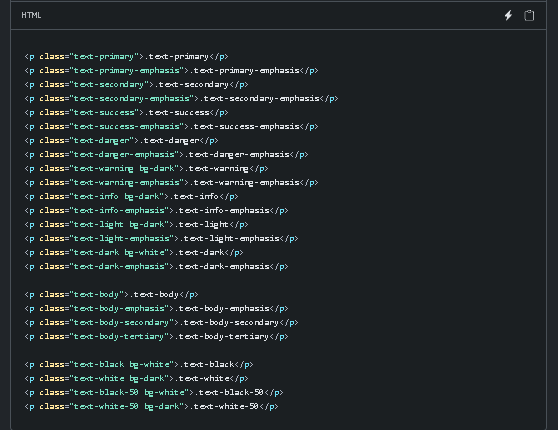 HTML
<p class="text-primary">.text-primary</p>
<p class="text-primary-emphasis">.text-primary-emphasis</p>
<p class="text-secondary">.text-secondary</p>
<p class="text-secondary-emphasis">.text-secondary-emphasis</p>
<p class="text-success">.text-success</p>
<p class="text-success-emphasis">.text-success-emphasis</p>
<p class="text-danger">.text-danger</p>
<p class="text-danger-emphasis">.text-danger-emphasis</p>
<p class="text-warning bg-dark">.text-warning</p>
<p class="text-warning-emphasis">.text-warning-emphasis</p>
<p class="text-info bg-dark">.text-info</p>
<p class="text-info-emphasis">.text-info-emphasis</p>
<p class="text-light bg-dark">.text-light</p>
<p class="text-light-emphasis">.text-light-emphasis</p>
<p class="text-dark bg-white">.text-dark</p>
<p class="text-dark-emphasis">.text-dark-emphasis</p>
<p class="text-body">.text-body</p>
<p class="text-body-emphasis">.text-body-emphasis</p>
<p class="text-body-secondary">.text-body-secondary</p>
<p class="text-body-tertiary">.text-body-tertiary</p>
<p class="text-black bg-white">.text-black</p>
<p class="text-white bg-dark">.text-white</p>
<p class="text-black-50 bg-white">.text-black-50</p>
<p class="text-white-50 bg-dark">.text-white-50</p>